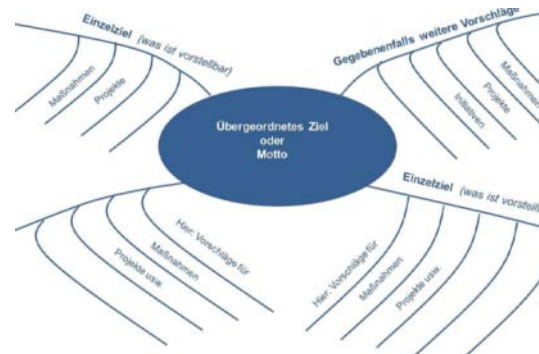 Einzelziel (was ist vorstellbar)
Maßnahmen
Projekte
Gegebenenfalls weitere Vorschläge
Initiativen
Projekte
Maßnahmen
Übergeordnetes Ziel
oder
Motto
Projekte usw.
Maßnahmen
Hier: Vorschläge für
Einzelziel (was ist vorstellb
Hier: Vorschläge für
Maßnahmen
Projekte usw.